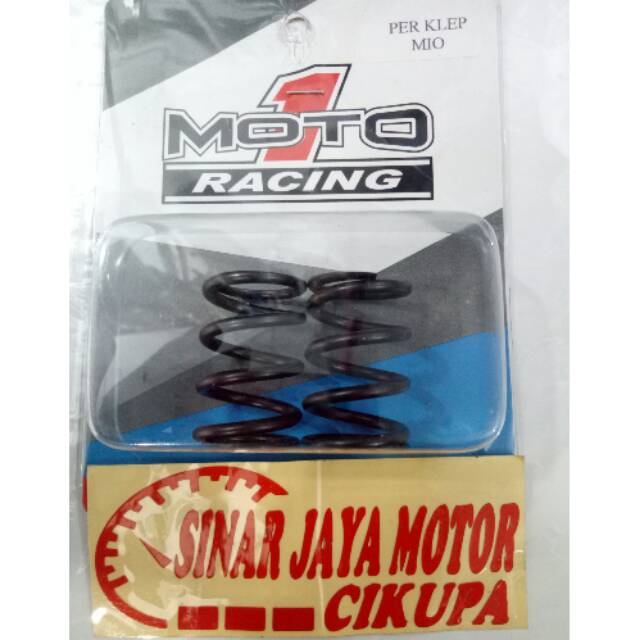 PER KLEP
MIO
1
MOTO
RACING
SINAR JAYA MOTOR
CIKUPA